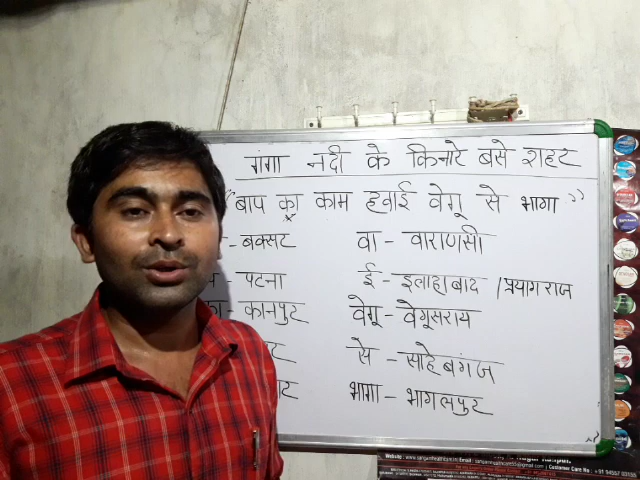 गंगा नदी के किनारे बसे शहर
"बाप का काम हवाई वेगू से भागा"
- बक्सर वा - वाराणसी
- पटना ई - इलाहाबाद / प्रयागराज
का - कानपुर वेगू - वेगूसराय
से - साहेबगंज
भागा - भागलपुर